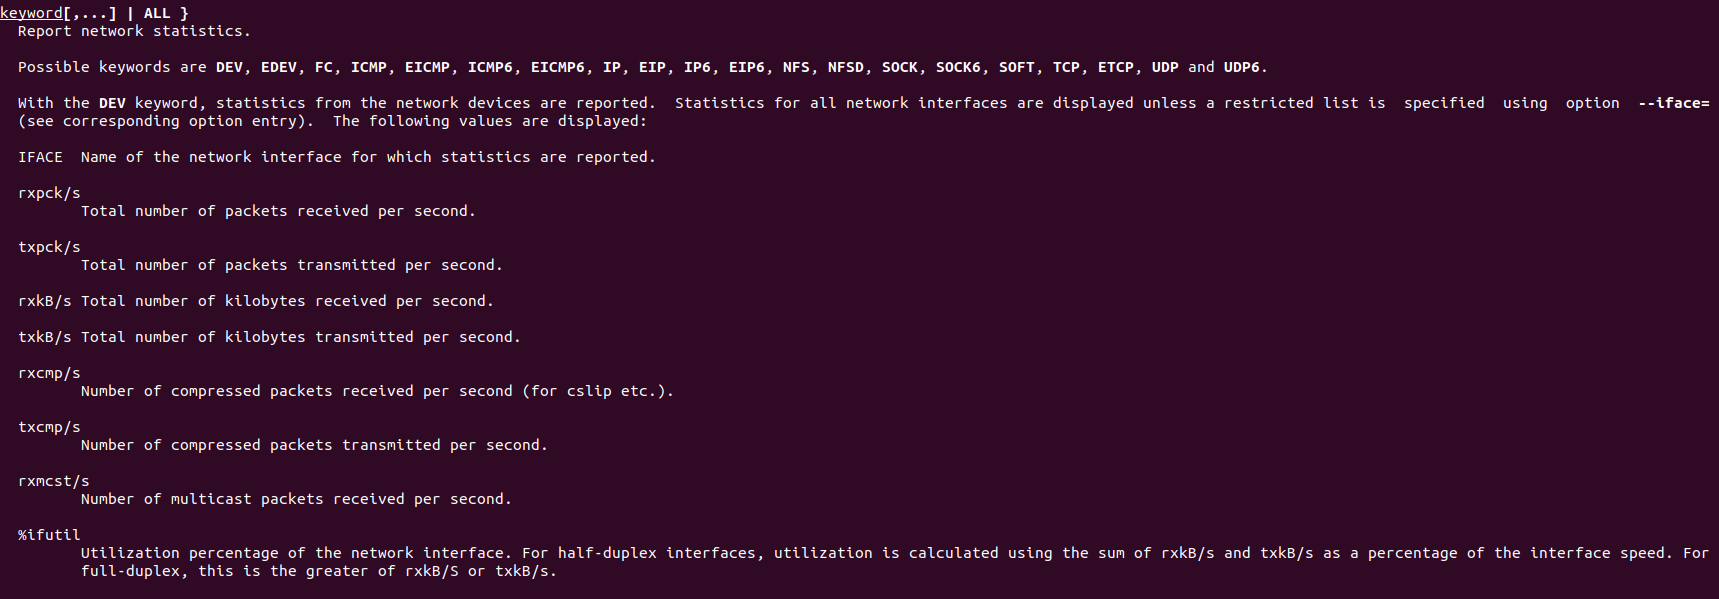 keyword[,...] | ALL }
Report network statistics.
Possible keywords are DEV, EDEV, FC, ICMP, EICMP, ICMP6, EICMP6, IP, EIP, IP6, EIP6, NFS, NFSD, SOCK, SOCK6, SOFT, TCP, ETCP, UDP and UDP6.
With the DEV keyword, statistics from the network devices are reported.  Statistics for all network interfaces are displayed unless a restricted list is  specified  using  option  --iface=
(see corresponding option entry).  The following values are displayed:
IFACE  Name of the network interface for which statistics are reported.
rxpck/s
Total number of packets received per second.
txpck/s
Total number of packets transmitted per second.
rxkB/s Total number of kilobytes received per second.
txkB/s Total number of kilobytes transmitted per second.
rxcmp/s
Number of compressed packets received per second (for cslip etc.).
txcmp/s
Number of compressed packets transmitted per second.
rxmcst/s
Number of multicast packets received per second.
%ifutil
Utilization percentage of the network interface. For half-duplex interfaces, utilization is calculated using the sum of rxkB/s and txkB/s as a percentage of the interface speed. For
full-duplex, this is the greater of rxkB/S or txkB/s.